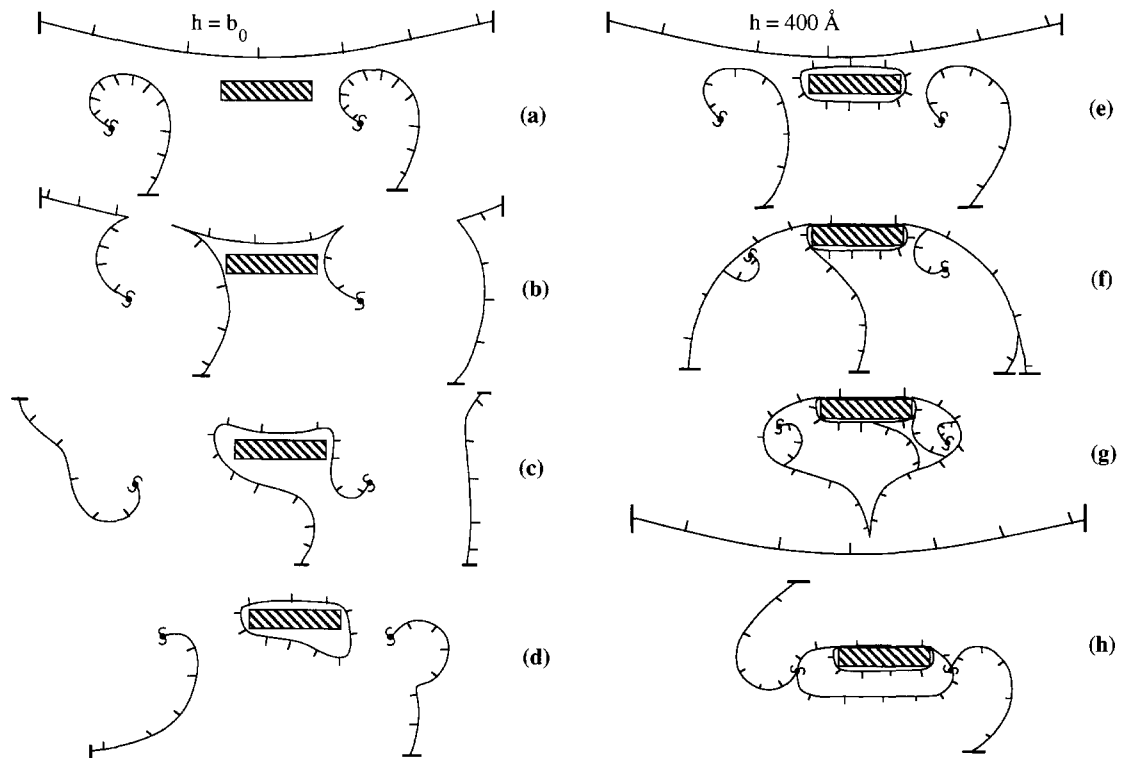 h = b₀
(a)
(b)
(c)
(d)
h = 400 Å
(e)
(f)
(g)
(h)